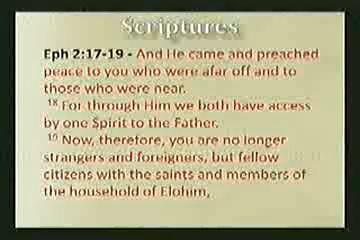 Scriptures
Eph 2:17-19 - And He came and preached
peace to you who were afar off and to
those who were near.
18 For through Him we both have access
by one Spirit to the Father.
19 Now, therefore, you are no longer
strangers and foreigners, but fellow
citizens with the saints and members of
the household of Elohim,